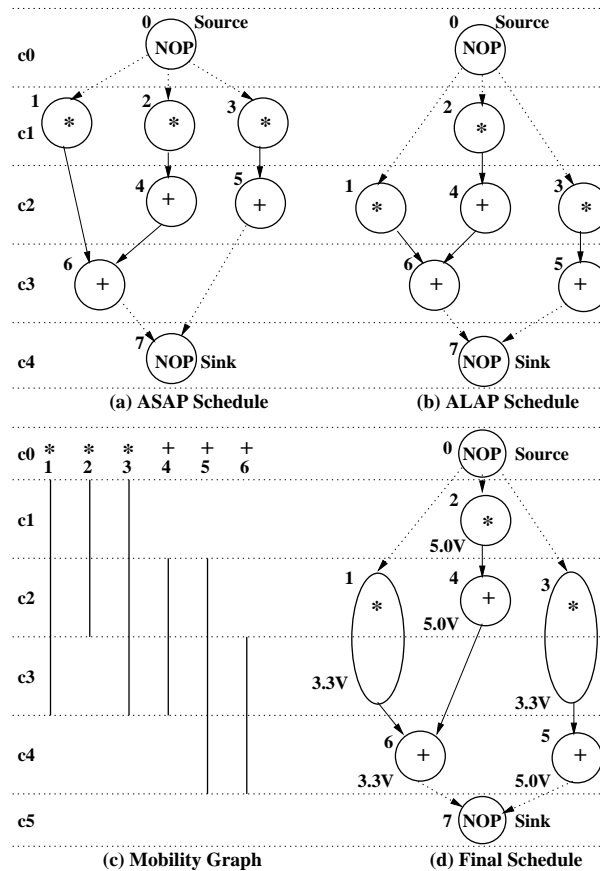 0 Source 0 Source
c0 NOP NOP
1 2 3 2
c1 * * * *
4 5 1 4 3
c2 + + * + *
6 6 5
c3 + + +
7 7
c4 NOP Sink NOP Sink
(a) ASAP Schedule (b) ALAP Schedule
c0 * * * + + + 0 NOP Source
1 2 3 4 5 6
2
c1 *
5.0V
1 4 3
c2 * + *
5.0V
c3
3.3V 3.3V
6 5
c4 + +
3.3V 5.0V
c5 7 NOP Sink
(c) Mobility Graph (d) Final Schedule